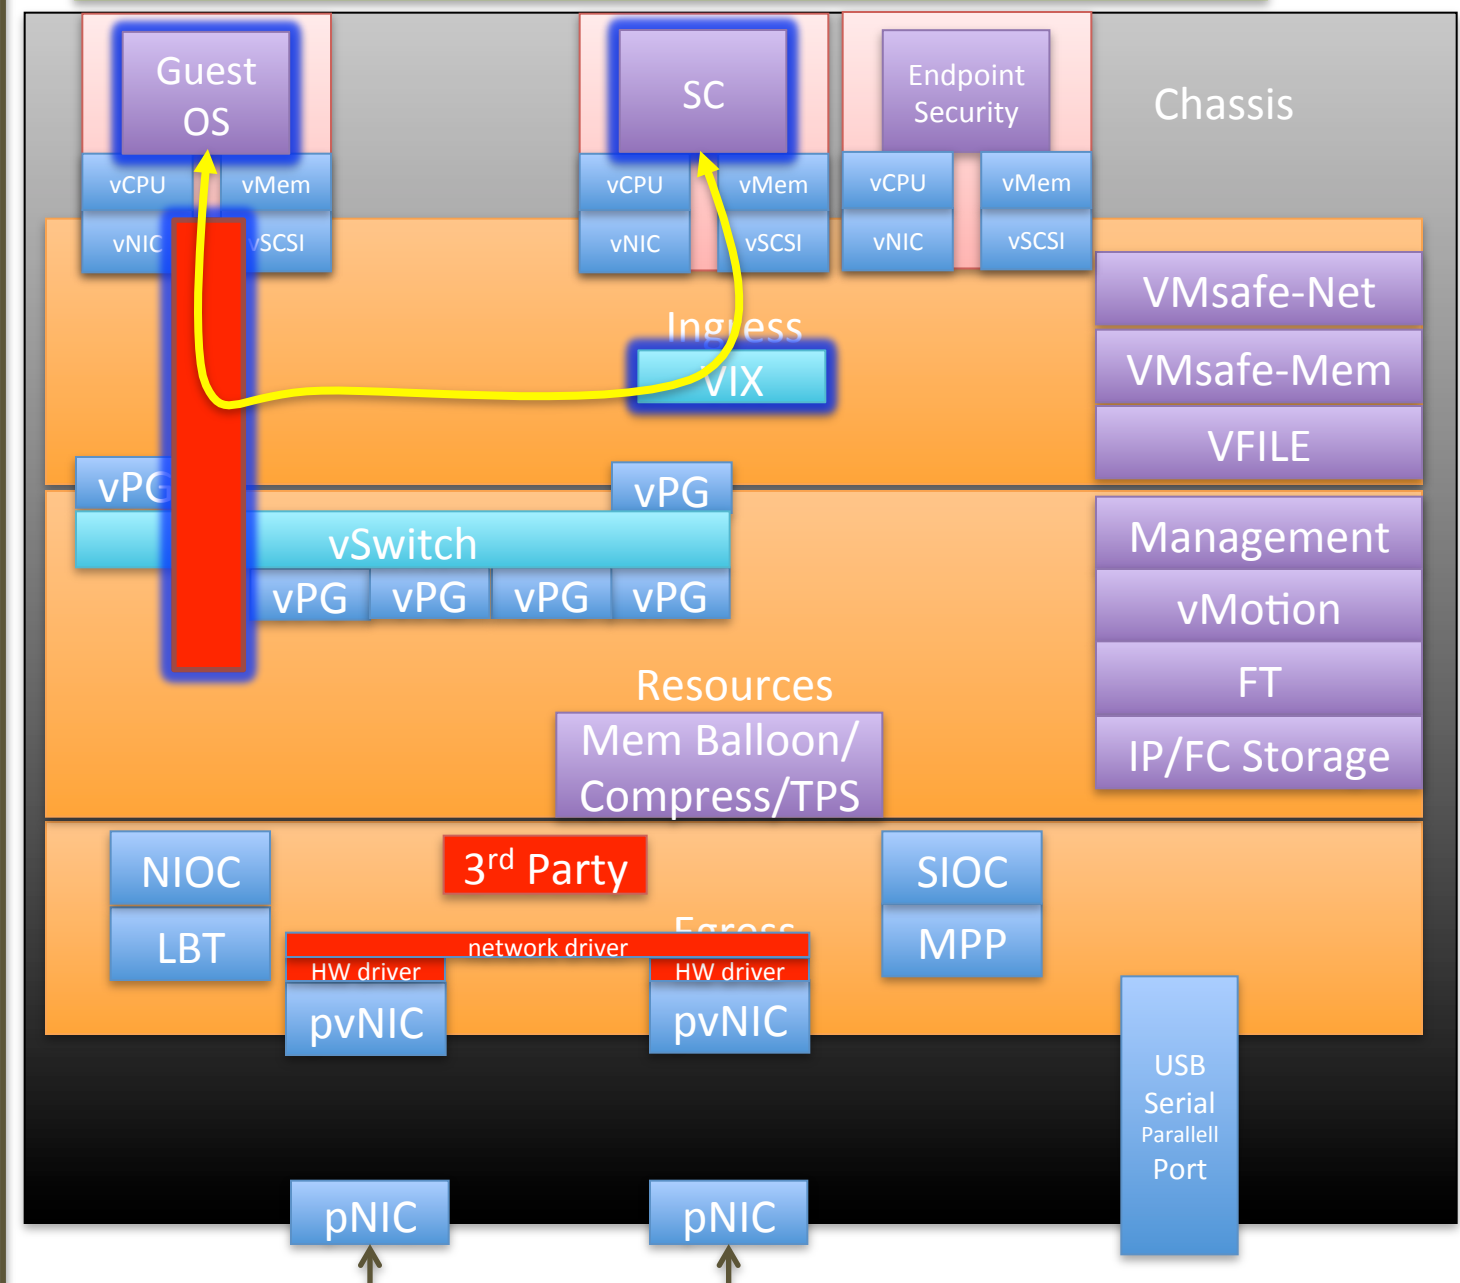 Guest
OS
SC
Endpoint
Security
Chassis
vCPU
vMem
vCPU
vMem
vCPU
vMem
vNIC
vSCSI
vNIC
vSCSI
vNIC
vSCSI
VMsafe-Net
Ingress
VIX
VMsafe-Mem
VFILE
vPG
vPG
vSwitch
Management
vPG
vPG
vPG
vPG
vMotion
Resources
FT
Mem Balloon/
Compress/TPS
IP/FC Storage
NIOC
3rd Party
SIOC
Egress
LBT
network driver
MPP
HW driver
HW driver
pvNIC
pvNIC
USB
Serial
Parallell
Port
pNIC
pNIC